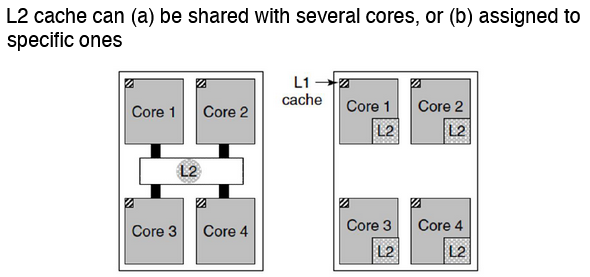 L2 cache can (a) be shared with several cores, or (b) assigned to
specific ones
L1
cache
Core 1
Core 2
L2
Core 3
Core 4
Core 1
L2
Core 2
L2
Core 3
L2
Core 4
L2